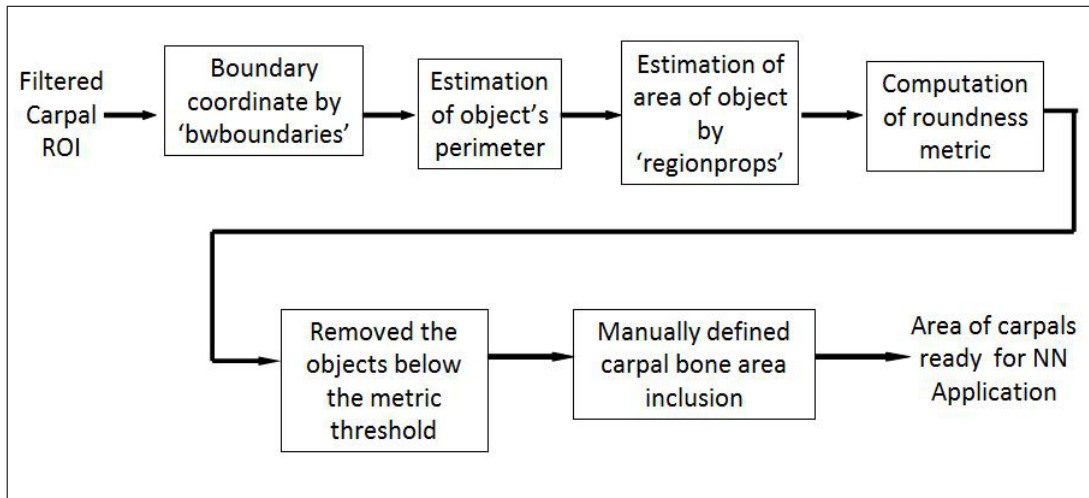 Filtered
Carpal
ROI
Boundary
coordinate by
‘bwboundaries’
Estimation
of object’s
perimeter
Estimation of
area of object
by
‘regionprops’
Computation
of roundness
metric
Removed the
objects below
the metric
threshold
Manually defined
carpal bone area
inclusion
Area of carpals
ready for NN
Application